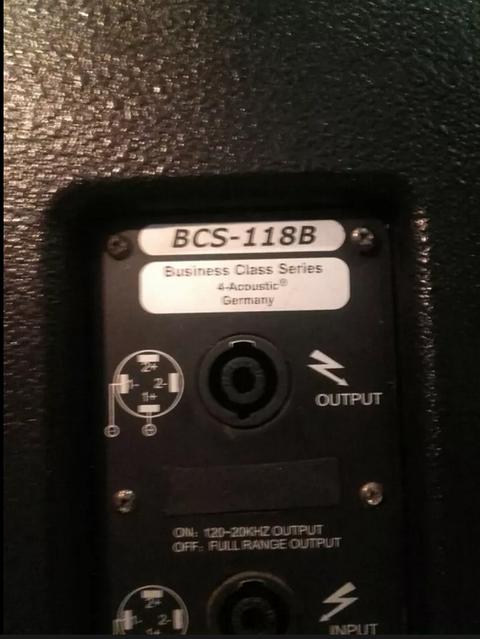 BCS-118B
Business Class Series
4-Acoustic®
Germany
2+
1- 2-
1+
OUTPUT
ON: 120-20KHZ OUTPUT
OFF: FULL RANGE OUTPUT
2+
1- 2-
INPUT